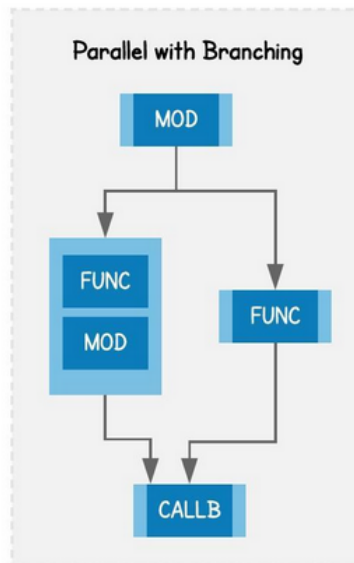 Parallel with Branching
MOD
FUNC
MOD
FUNC
CALLB